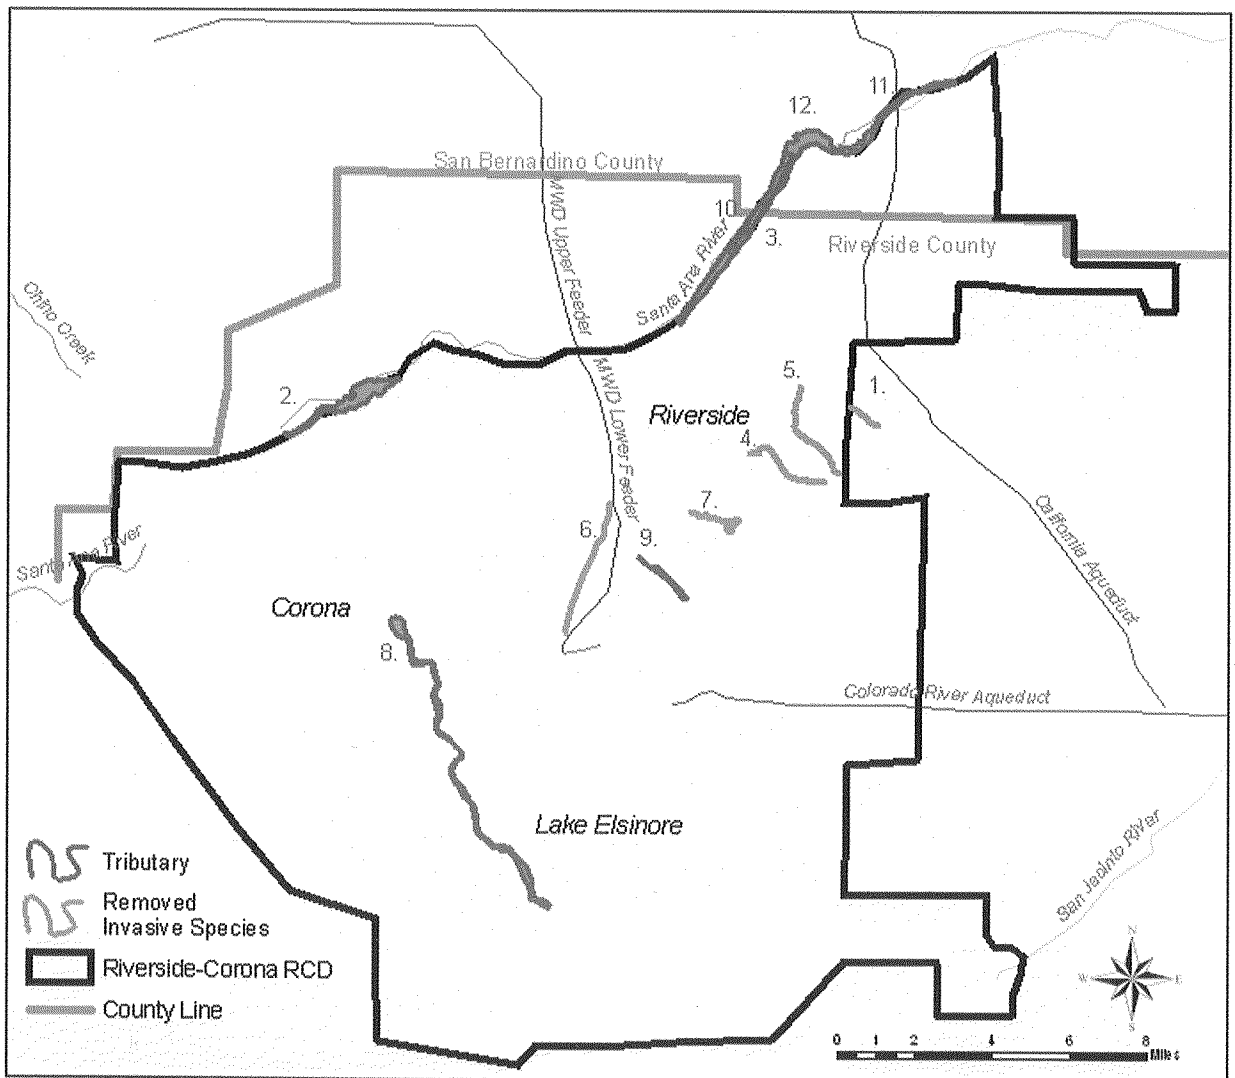 11.
12.
San Bernardino County
10.
3.
Riverside County
MWD Upper Feeder
Santa Ana River
Chino Creek
2.
MWD Lower Feeder
5.
1.
Riverside
4.
7.
6.
9.
California Aqueduct
Santa Ana River
Corona
8.
Colorado River Aqueduct
Lake Elsinore
San Jacinto River
Tributary
Removed
Invasive Species
Riverside-Corona RCD
County Line
N
W E
S
0 1 2 4 6 8
Miles